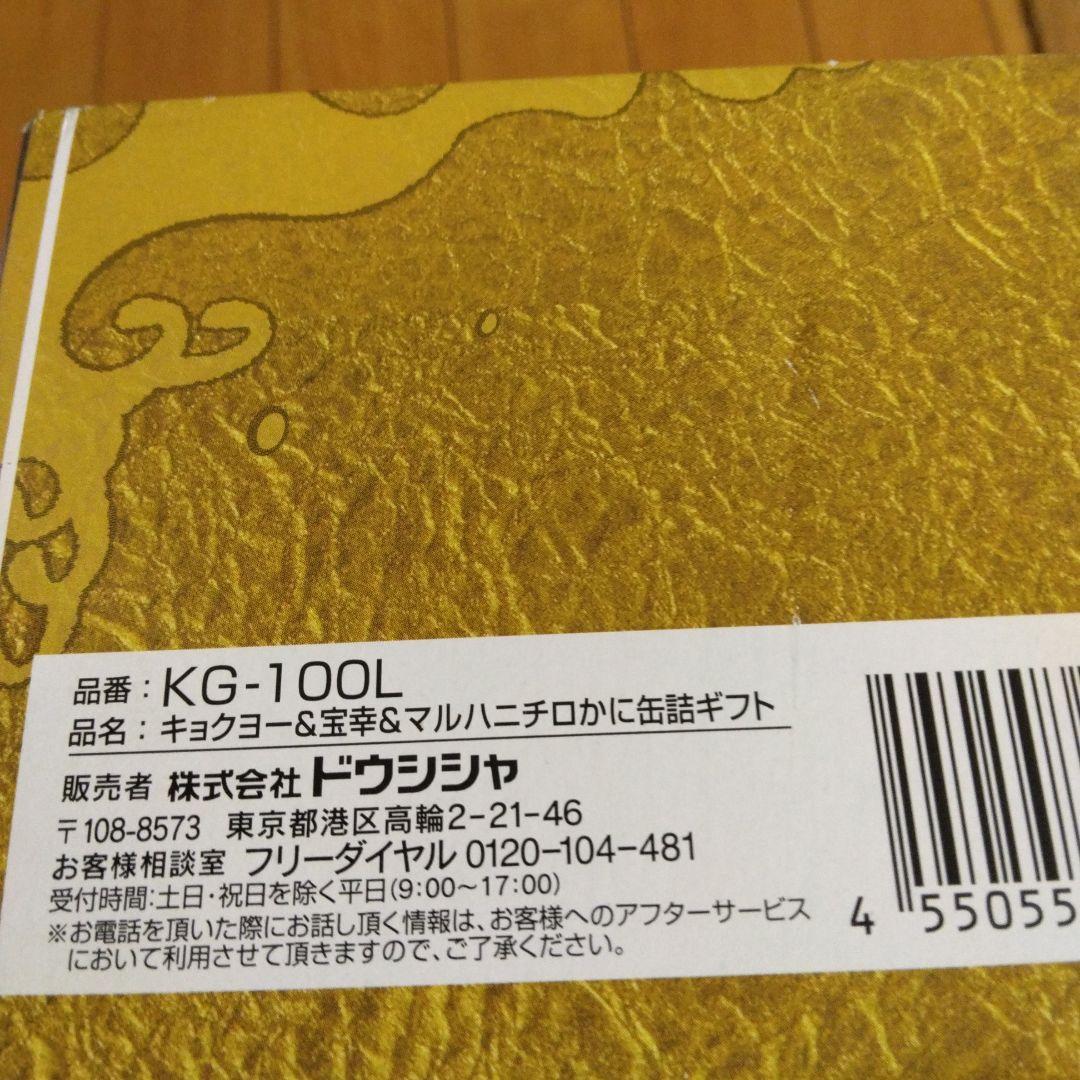 品番：KG-100L
品名：キョクヨー&宝幸&マルハニチロかに缶詰ギフト
販売者 株式会社 ドウシシャ
〒108-8573 東京都港区高輪2-21-46
お客様相談室 フリーダイヤル 0120-104-481
受付時間:土日・祝日を除く平日(9:00〜17:00)
※お電話を頂いた際にお話し頂く情報は、お客様へのアフターサービス
において利用させて頂きますので、ご了承ください。
4 55055